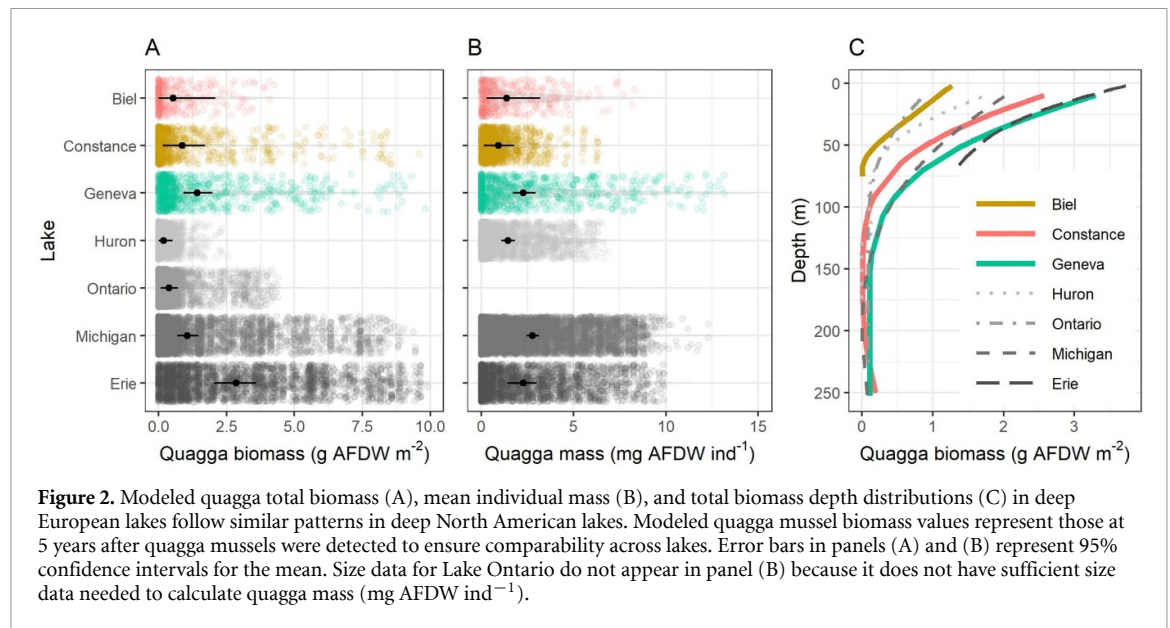 A
B
C
Biel
Constance
Geneva
Huron
Ontario
Michigan
Erie
Lake
0.0 2.5 5.0 7.5 10.0
Quagga biomass (g AFDW m⁻²)
0 5 10 15
Quagga mass (mg AFDW ind⁻¹)
0
50
100
150
200
250
Depth (m)
Biel
Constance
Geneva
Huron
Ontario
Michigan
Erie
0 1 2 3
Quagga biomass (g AFDW m⁻²)
Figure 2. Modeled quagga total biomass (A), mean individual mass (B), and total biomass depth distributions (C) in deep
European lakes follow similar patterns in deep North American lakes. Modeled quagga mussel biomass values represent those at
5 years after quagga mussels were detected to ensure comparability across lakes. Error bars in panels (A) and (B) represent 95%
confidence intervals for the mean. Size data for Lake Ontario do not appear in panel (B) because it does not have sufficient size
data needed to calculate quagga mass (mg AFDW ind⁻¹).